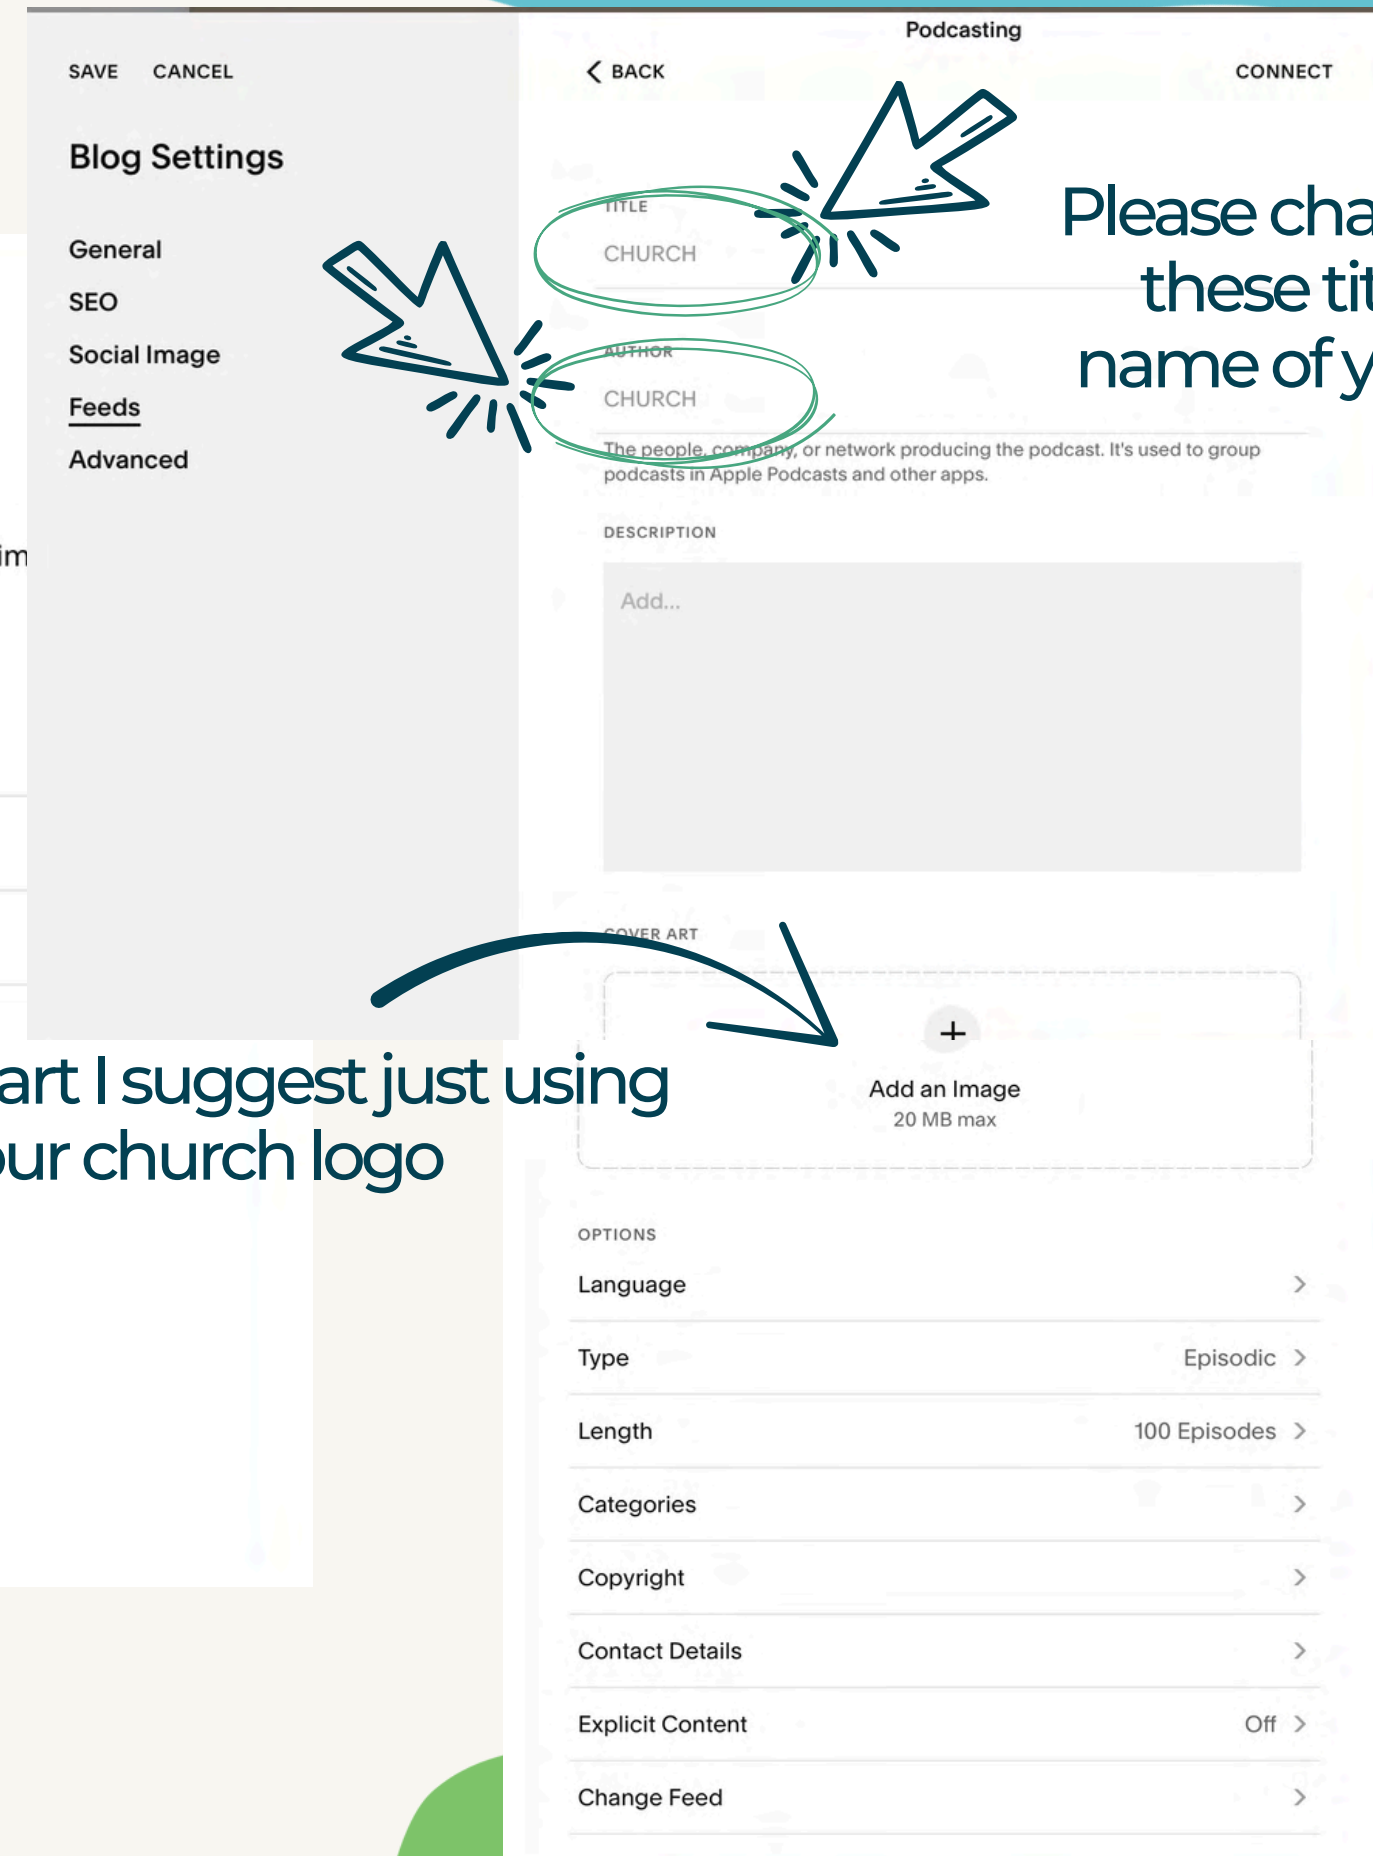 Podcasting
SAVE CANCEL
BACK CONNECT
Blog Settings
General
SEO
Social Image
Feeds
Advanced
TITLE
CHURCH
Please cha
these tit
name of y
AUTHOR
CHURCH
The people, company, or network producing the podcast. It's used to group
podcasts in Apple Podcasts and other apps.
DESCRIPTION
Add...
im
COVER ART
Add an Image
20 MB max
art I suggest just using
our church logo
OPTIONS
Language
Type Episodic
Length 100 Episodes
Categories
Copyright
Contact Details
Explicit Content Off
Change Feed